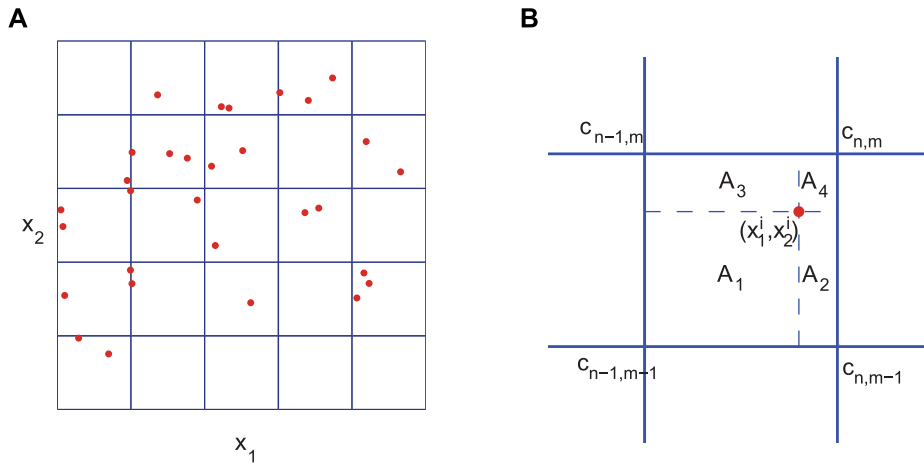 A
x_2
x_1
B
c_{n−1,m}
c_{n,m}
A_3
A_4
(x_1^i,x_2^i)
A_1
A_2
c_{n−1,m−1}
c_{n,m−1}